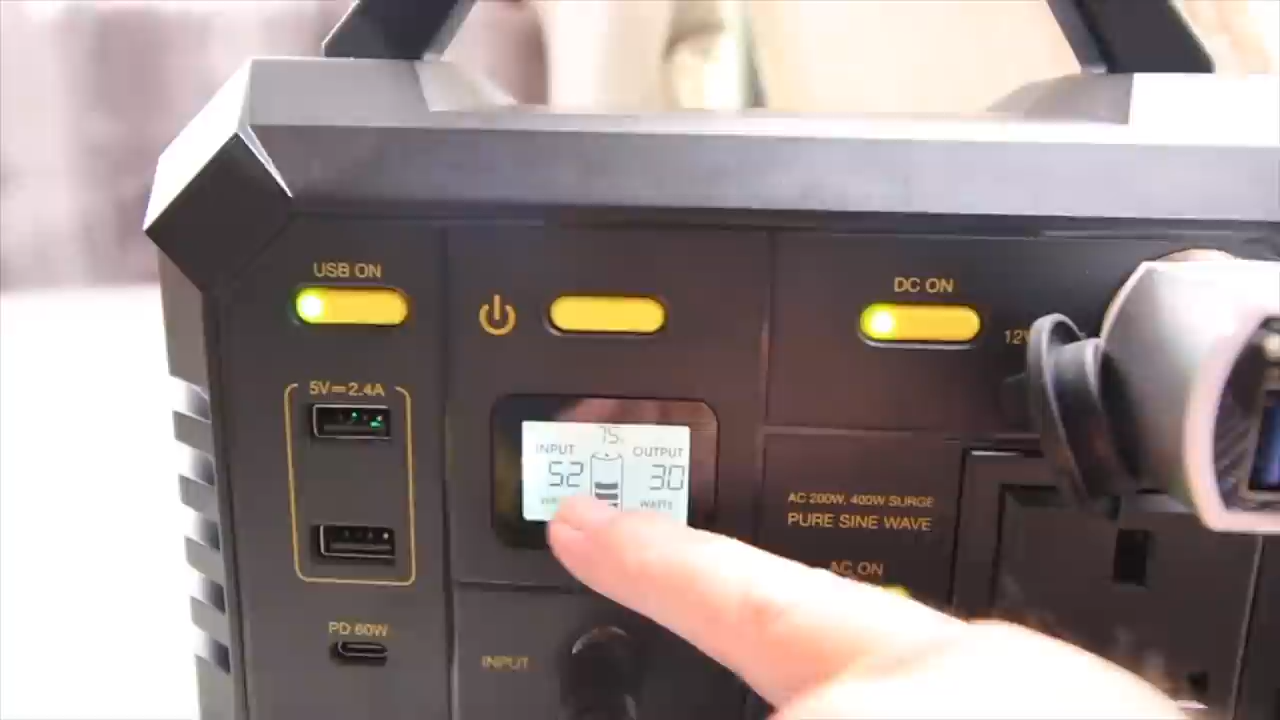 USB ON
DC ON
12V
5V⎓2.4A
75
INPUT
OUTPUT
52
30
WATTS
AC 200W, 400W SURGE
PURE SINE WAVE
AC ON
PD 60W
INPUT